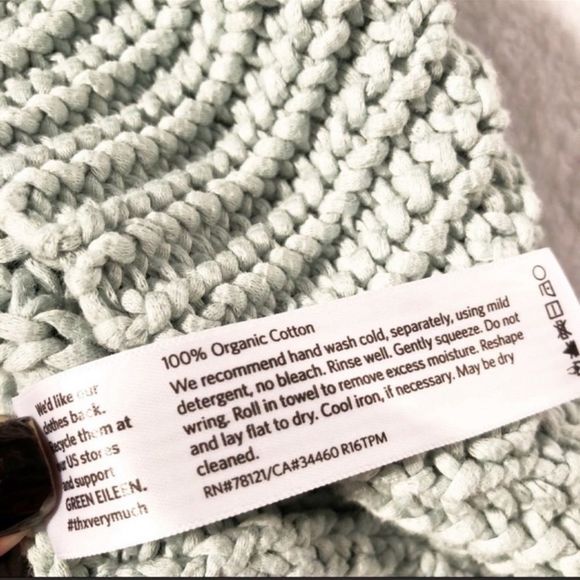 We'd like our
clothes back.
Recycle them at
our US stores
and support
GREEN EILEEN.
#thxverymuch
100% Organic Cotton
We recommend hand wash cold, separately, using mild
detergent, no bleach. Rinse well. Gently squeeze. Do not
wring. Roll in towel to remove excess moisture. Reshape
and lay flat to dry. Cool iron, if necessary. May be dry
cleaned.
RN#78121/CA#34460 R16TPM